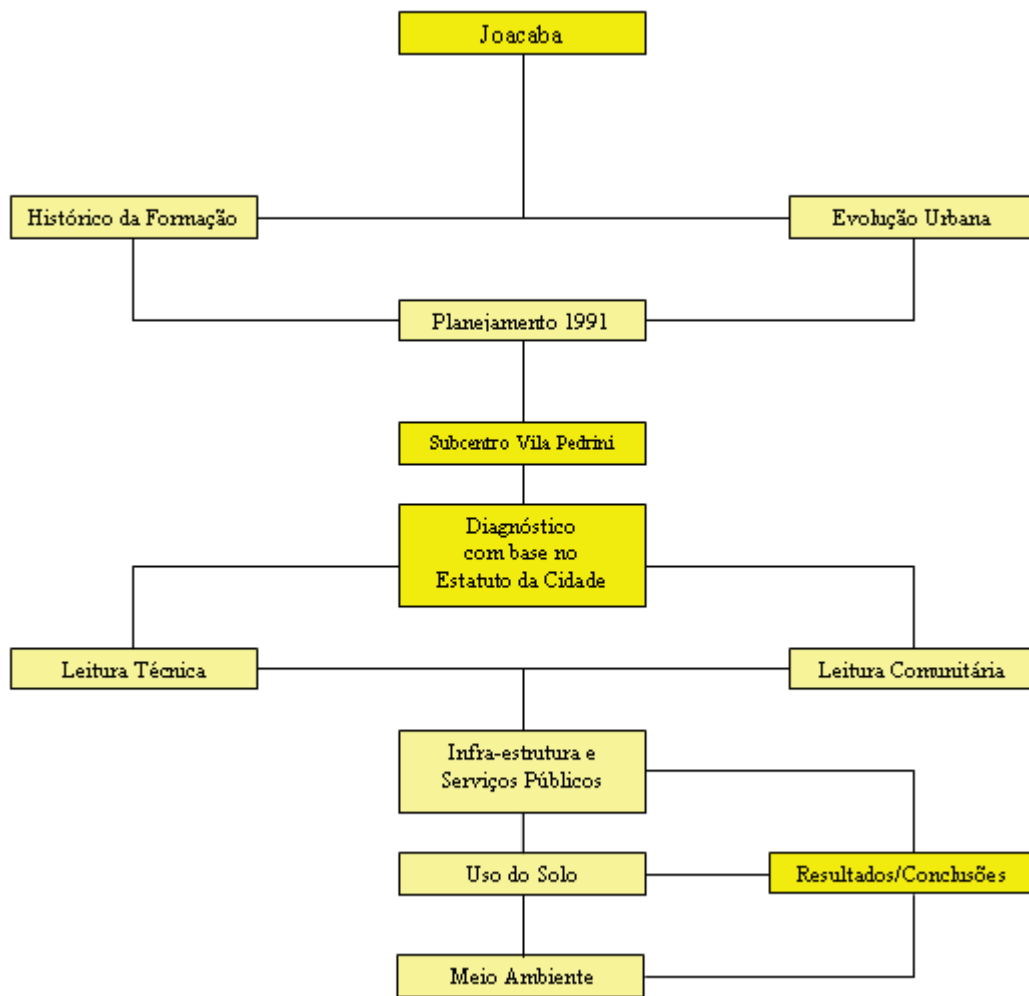 Joacaba
Histórico da Formação
Evolução Urbana
Planejamento 1991
Subcentro Vila Pedrini
Diagnóstico
com base no
Estatuto da Cidade
Leitura Técnica
Leitura Comunitária
Infra-estrutura e
Serviços Públicos
Uso do Solo
Resultados/Conclusões
Meio Ambiente